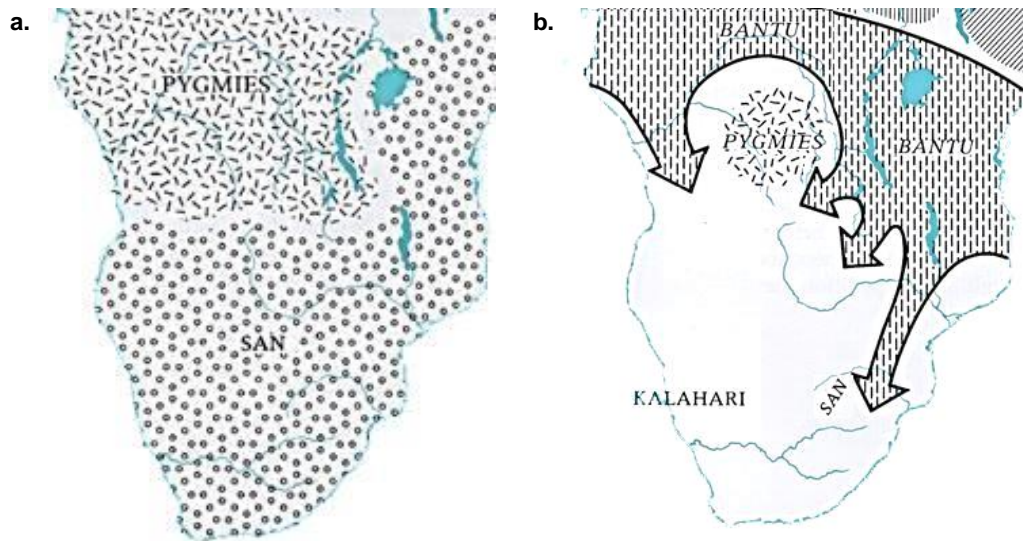 a.
PYGMIES
SAN
b.
BANTU
PYGMIES
BANTU
KALAHARI
SAN